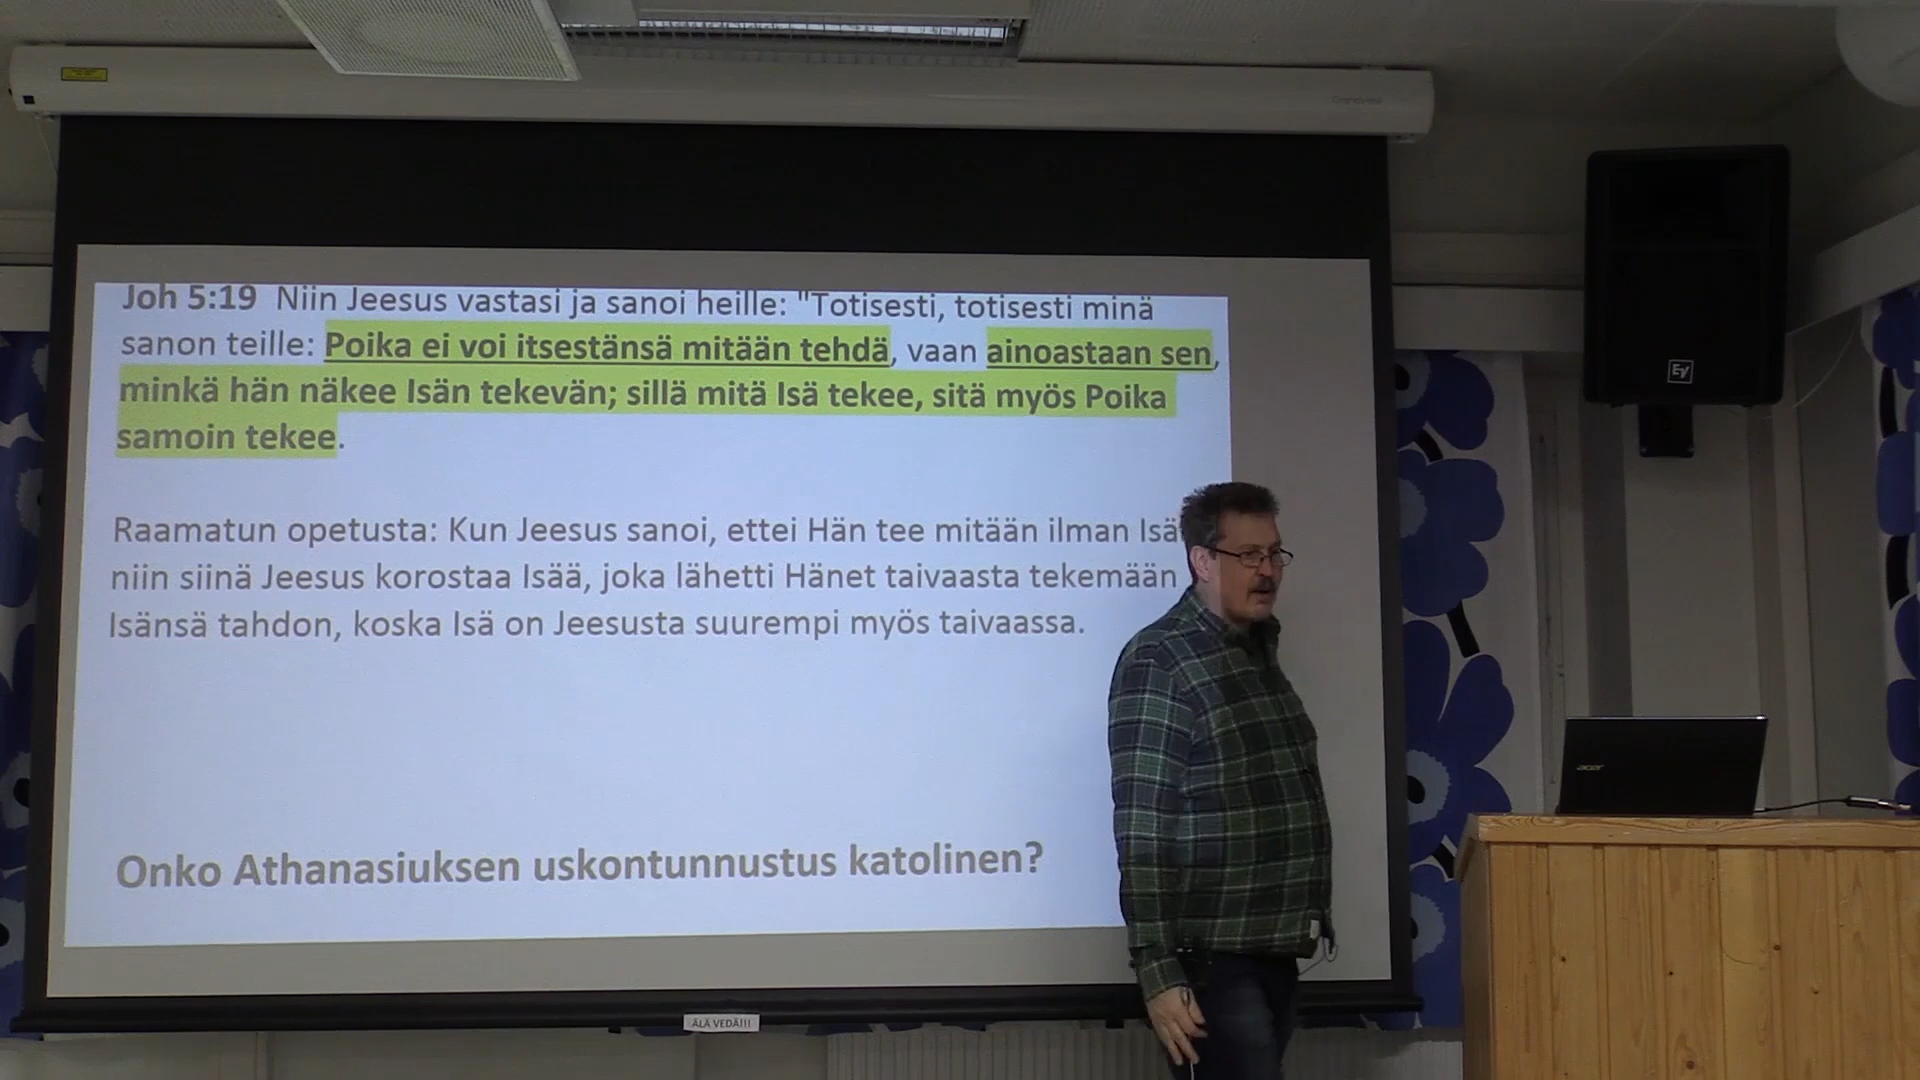 Grandview
Joh 5:19 Niin Jeesus vastasi ja sanoi heille: "Totisesti, totisesti minä
sanon teille: Poika ei voi itsestänsä mitään tehdä, vaan ainoastaan sen,
minkä hän näkee Isän tekevän; sillä mitä Isä tekee, sitä myös Poika
samoin tekee.
Raamatun opetusta: Kun Jeesus sanoi, ettei Hän tee mitään ilman Isä
niin siinä Jeesus korostaa Isää, joka lähetti Hänet taivaasta tekemään
Isänsä tahdon, koska Isä on Jeesusta suurempi myös taivaassa.
Onko Athanasiuksen uskontunnustus katolinen?
ÄLÄ VEDÄ!!!
EV
acer